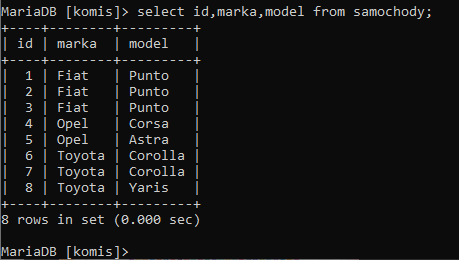 MariaDB [komis]> select id,marka,model from samochody;
+----+--------+---------+
| id | marka  | model   |
+----+--------+---------+
|  1 | Fiat   | Punto   |
|  2 | Fiat   | Punto   |
|  3 | Fiat   | Punto   |
|  4 | Opel   | Corsa   |
|  5 | Opel   | Astra   |
|  6 | Toyota | Corolla |
|  7 | Toyota | Corolla |
|  8 | Toyota | Yaris   |
+----+--------+---------+
8 rows in set (0.000 sec)
MariaDB [komis]>